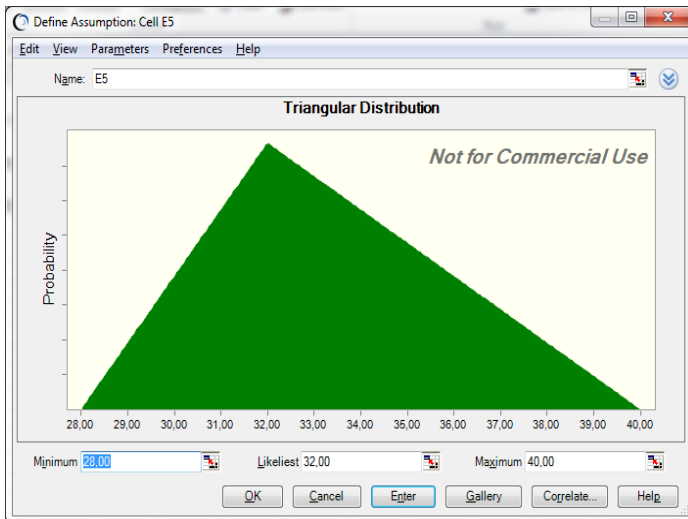 Define Assumption: Cell E5
Edit View Parameters Preferences Help
Name: E5
Triangular Distribution
Not for Commercial Use
Probability
28,00 29,00 30,00 31,00 32,00 33,00 34,00 35,00 36,00 37,00 38,00 39,00 40,00
Minimum 28,00 Likeliest 32,00 Maximum 40,00
OK Cancel Enter Gallery Correlate... Help